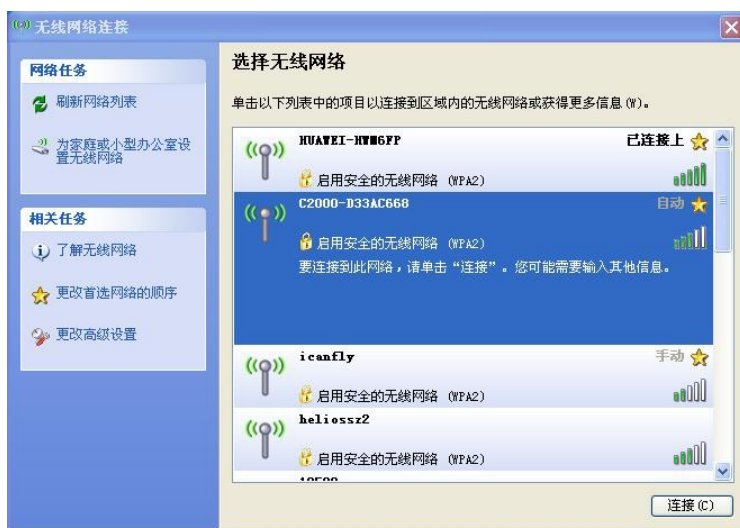 无线网络连接
网络任务
刷新网络列表
为家庭或小型办公室设
置无线网络
相关任务
了解无线网络
更改首选网络的顺序
更改高级设置
选择无线网络
单击以下列表中的项目以连接到区域内的无线网络或获得更多信息(W)。
已连接上
启用安全的无线网络 (WPA2)
C2000-D33AC668
自动
启用安全的无线网络 (WPA2)
要连接到此网络，请单击“连接”。您可能需要输入其他信息。
icanfly
手动
启用安全的无线网络 (WPA2)
heliossz2
启用安全的无线网络 (WPA2)
连接(C)